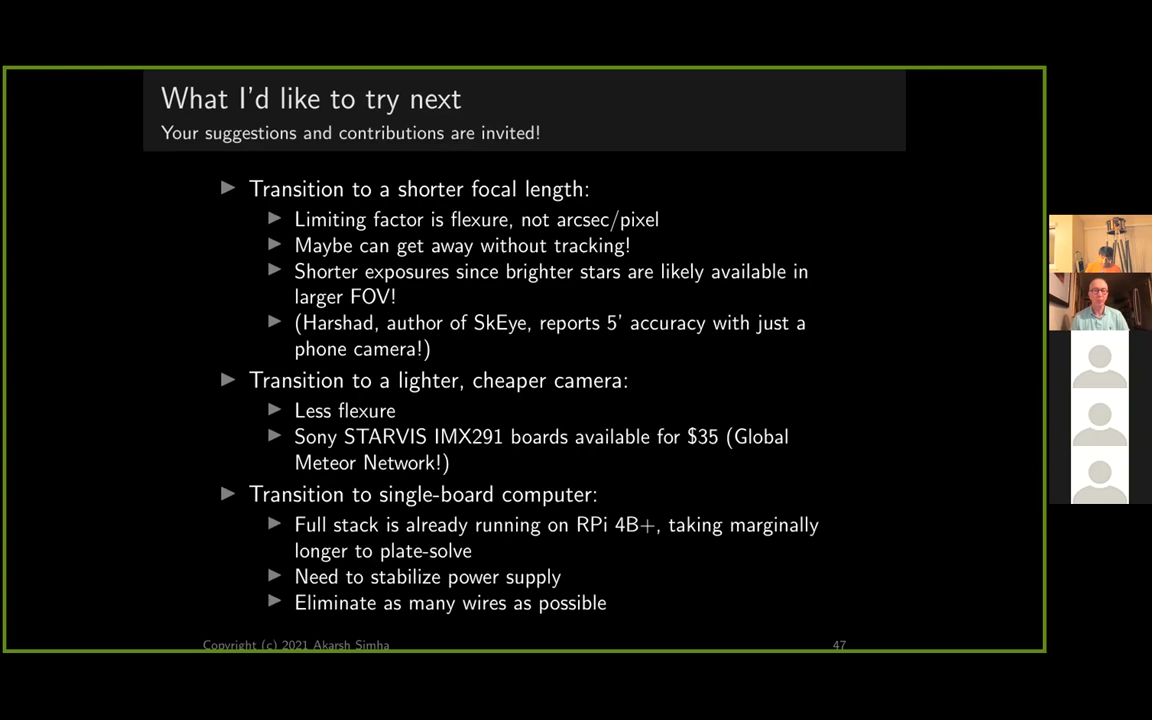 What I'd like to try next
Your suggestions and contributions are invited!
Transition to a shorter focal length:
Limiting factor is flexure, not arcsec/pixel
Maybe can get away without tracking!
Shorter exposures since brighter stars are likely available in
larger FOV!
(Harshad, author of SkEye, reports 5' accuracy with just a
phone camera!)
Transition to a lighter, cheaper camera:
Less flexure
Sony STARVIS IMX291 boards available for $35 (Global
Meteor Network!)
Transition to single-board computer:
Full stack is already running on RPi 4B+, taking marginally
longer to plate-solve
Need to stabilize power supply
Eliminate as many wires as possible
Copyright (c) 2021 Akarsh Simha
47